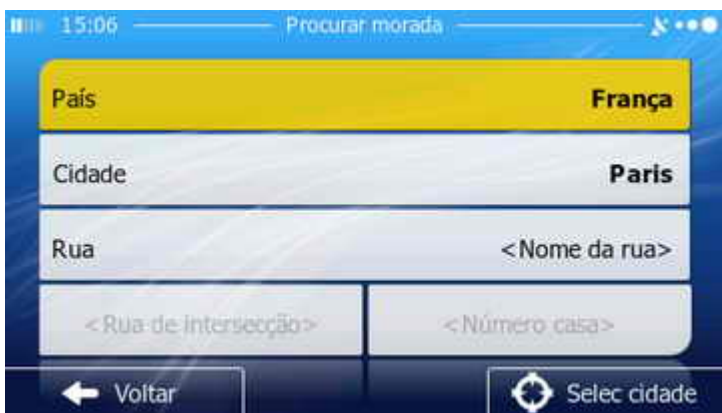 15:06 Procurar morada
País França
Cidade Paris
Rua <Nome da rua>
<Rua de intersecção> <Número casa>
Voltar Selec cidade